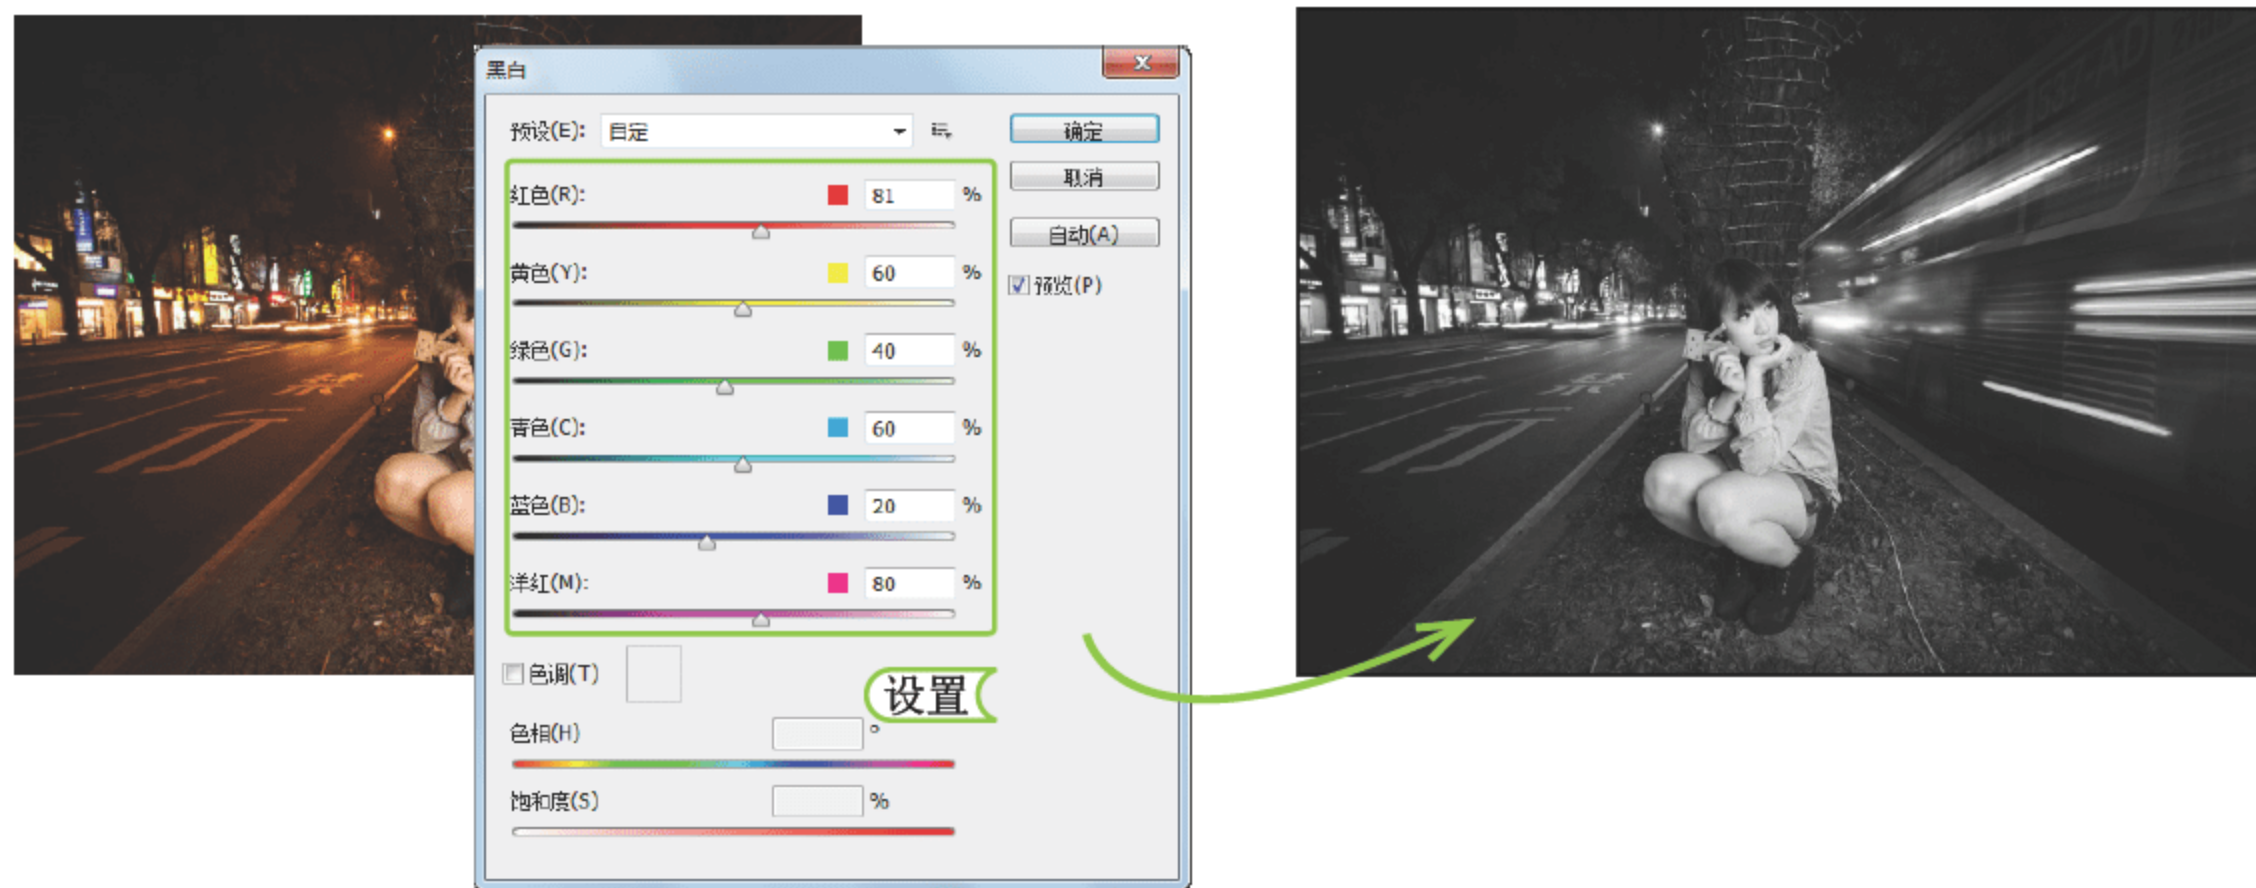 黑白
预设(E): 自定
确定
取消
自动(A)
预览(P)
红色(R): 81 %
黄色(Y): 60 %
绿色(G): 40 %
青色(C): 60 %
蓝色(B): 20 %
洋红(M): 80 %
色调(T)
设置
色相(H) °
饱和度(S) %